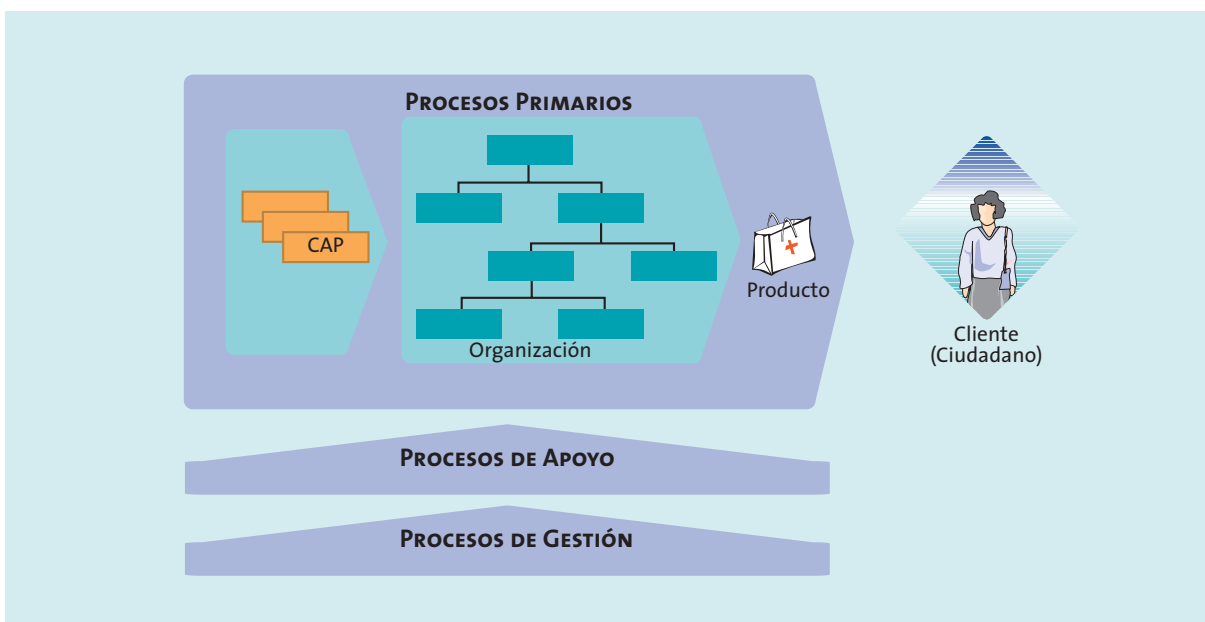 Procesos Primarios
CAP
Organización
Producto
Cliente
(Ciudadano)
Procesos de Apoyo
Procesos de Gestión